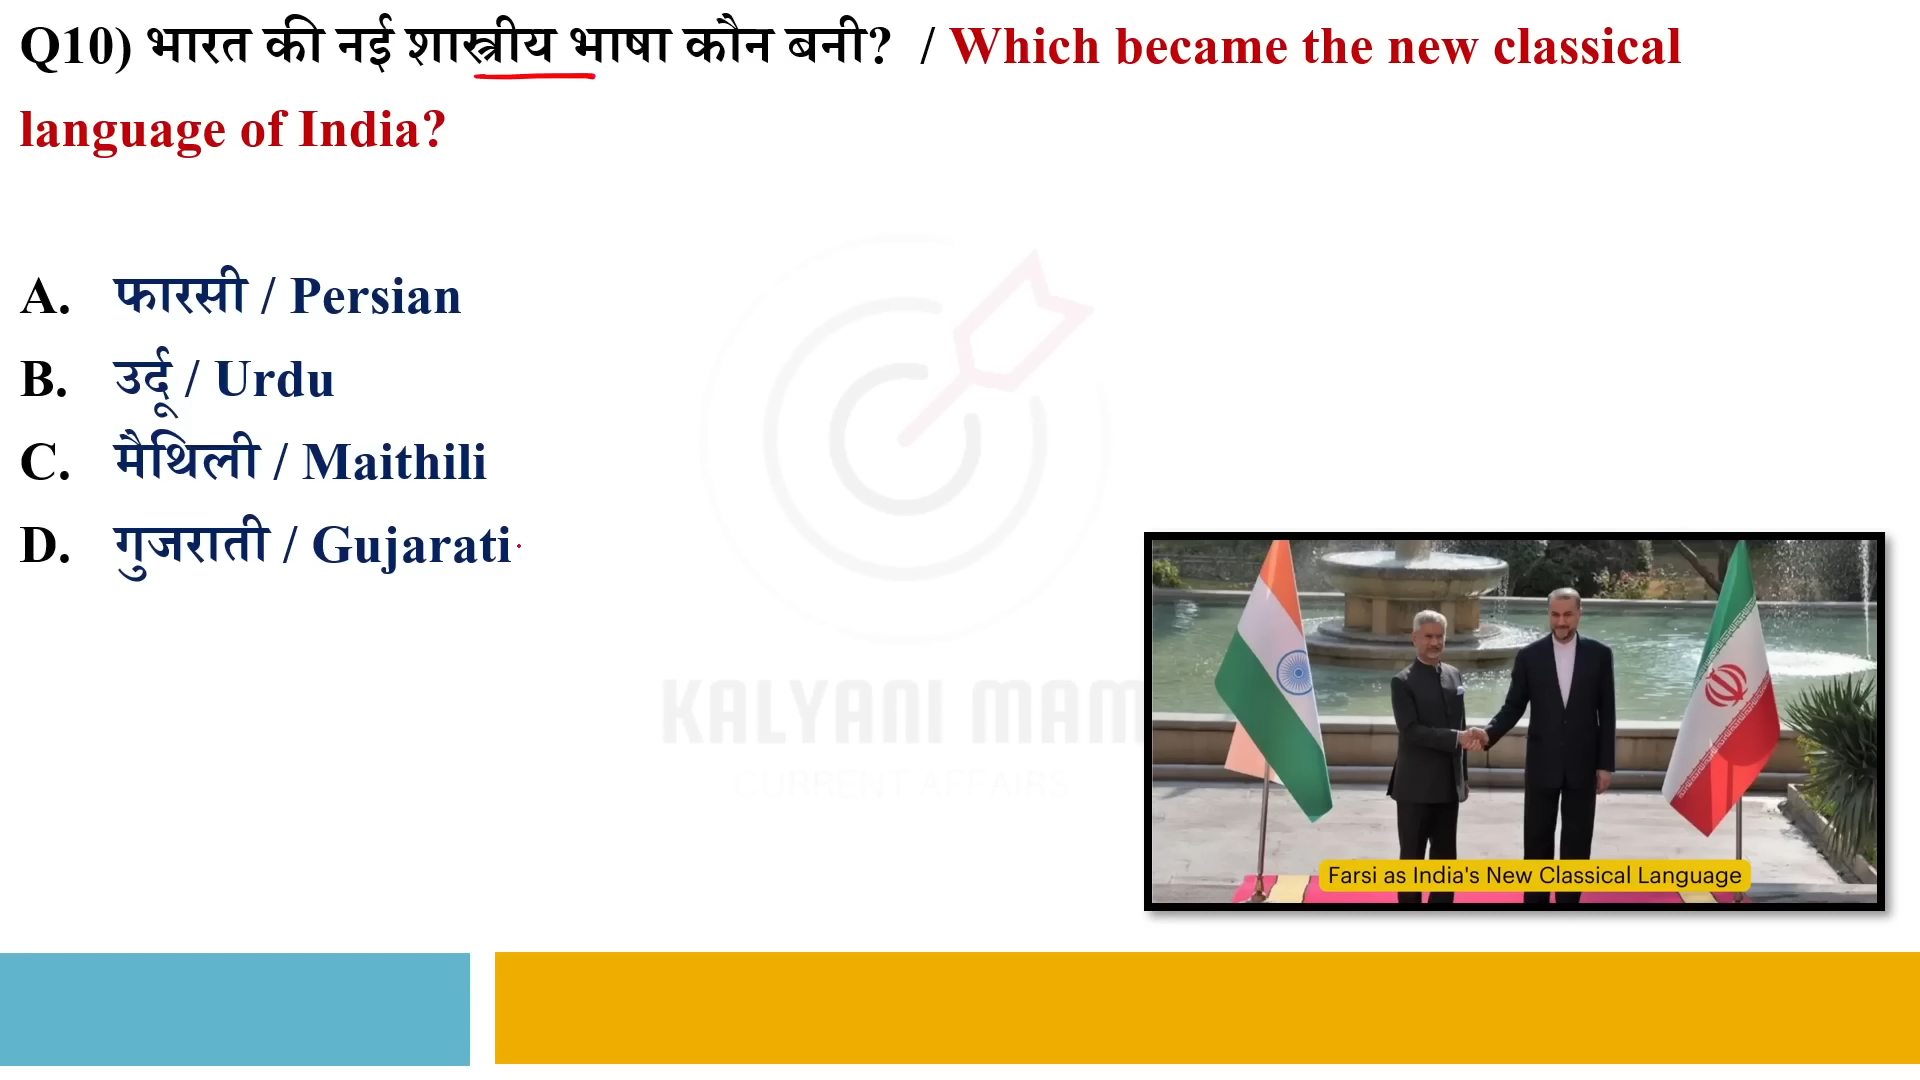 Q10) भारत की नई शास्त्रीय भाषा कौन बनी? / Which became the new classical
language of India?
A. फारसी / Persian
B. उर्दू / Urdu
C. मैथिली / Maithili
D. गुजराती / Gujarati
KALYANI MAM
CURRENT AFFAIRS
Farsi as India's New Classical Language